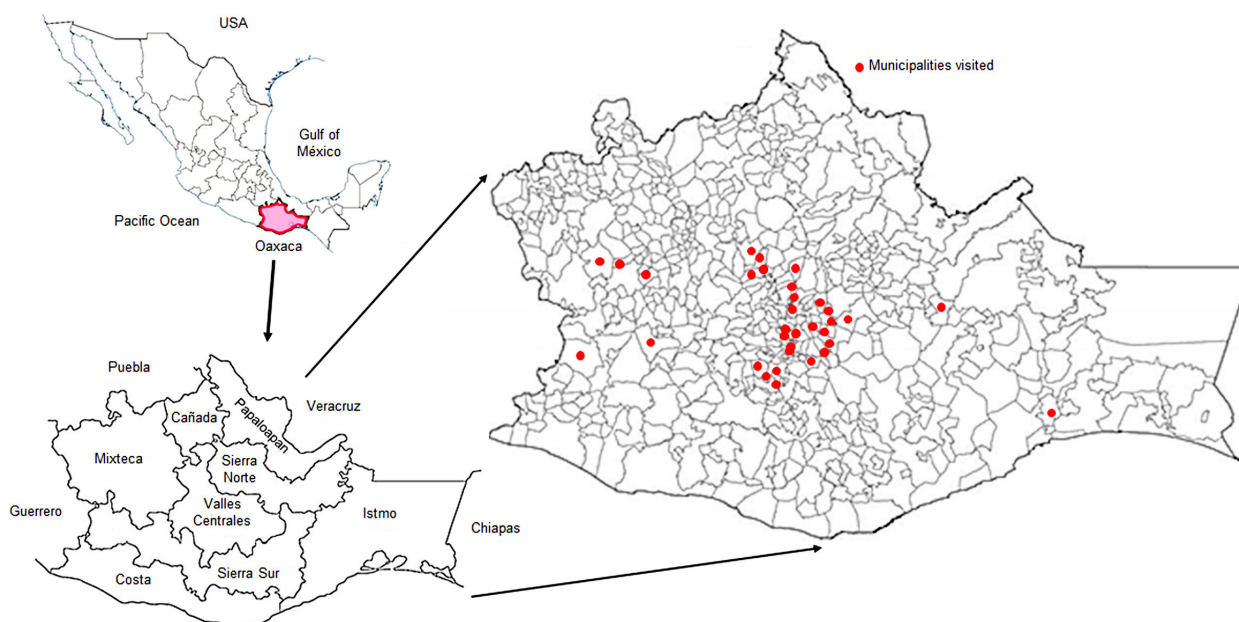 USA
Gulf of
México
Pacific Ocean
Oaxaca
Municipalities visited
Puebla
Veracruz
Cañada
Papaloapan
Mixteca
Sierra
Norte
Valles
Centrales
Guerrero
Istmo
Chiapas
Costa
Sierra Sur